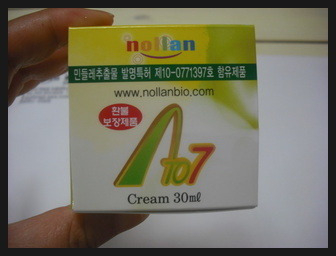 nollan
민들레추출물 발명특허 제10-0771397호 함유제품
www.nollanbio.com
환불
보장제품
A to 7
Cream 30㎖